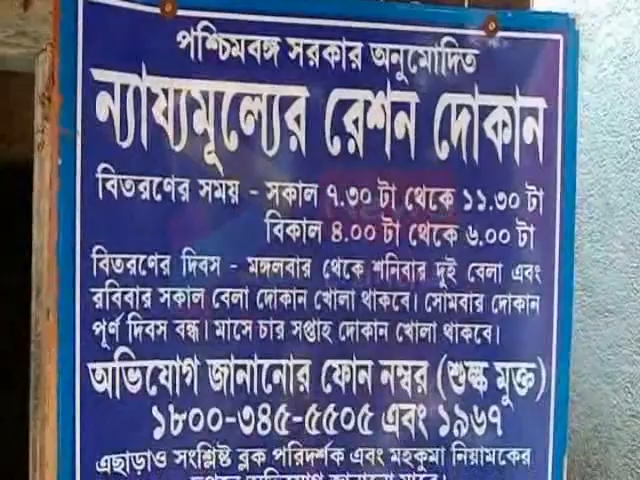 পশ্চিমবঙ্গ সরকার অনুমোদিত
ন্যায্যমূল্যের রেশন দোকান
বিতরণের সময় - সকাল ৭.৩০ টা থেকে ১১.৩০ টা
বিকাল ৪.০০ টা থেকে ৬.০০ টা
বিতরণের দিবস - মঙ্গলবার থেকে শনিবার দুই বেলা এবং
রবিবার সকাল বেলা দোকান খোলা থাকবে। সোমবার দোকান
পূর্ণ দিবস বন্ধ। মাসে চার সপ্তাহ দোকান খোলা থাকবে।
অভিযোগ জানানোর ফোন নম্বর (শুল্ক মুক্ত)
১৮০০-৩৪৫-৫৫০৫ এবং ১৯৬৭
এছাড়াও সংশ্লিষ্ট ব্লক পরিদর্শক এবং মহকুমা নিয়ামকের